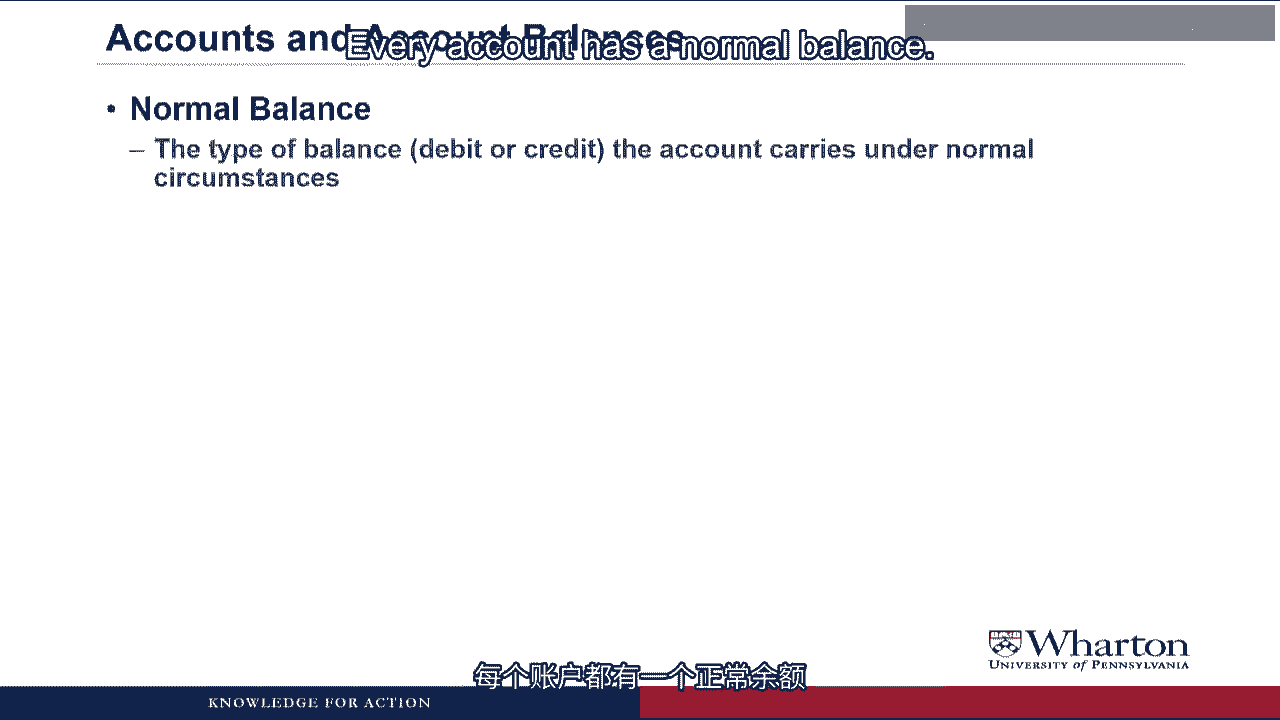 Accounts and Account Balances
Every account has a normal balance.
• Normal Balance
– The type of balance (debit or credit) the account carries under normal
circumstances
Wharton
UNIVERSITY of PENNSYLVANIA
每个账户都有一个正常余额
KNOWLEDGE FOR ACTION